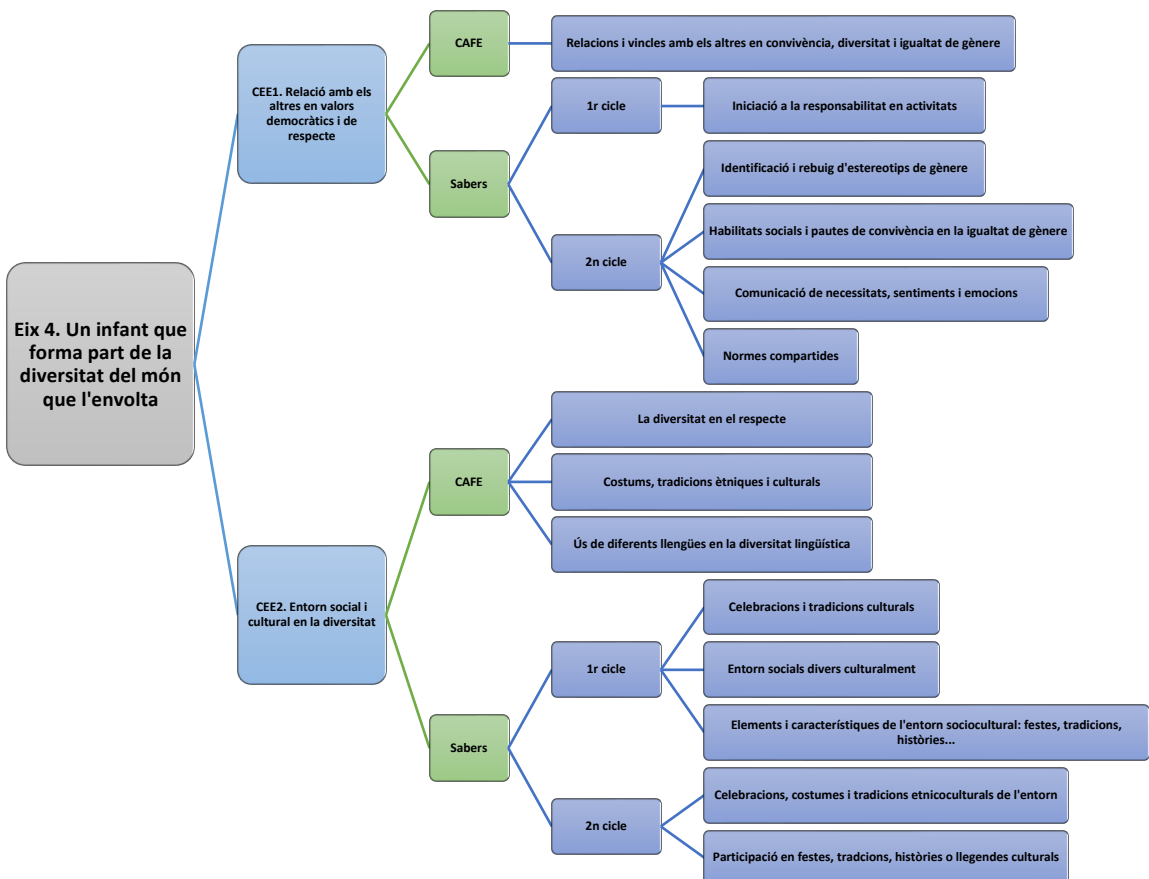 Eix 4. Un infant que
forma part de la
diversitat del món
que l'envolta
CEE1. Relació amb els
altres en valors
democràtics i de
respecte
CAFE
Relacions i vincles amb els altres en convivència, diversitat i igualtat de gènere
Sabers
1r cicle
Iniciació a la responsabilitat en activitats
2n cicle
Identificació i rebuig d'estereotips de gènere
Habilitats socials i pautes de convivència en la igualtat de gènere
Comunicació de necessitats, sentiments i emocions
Normes compartides
CEE2. Entorn social i
cultural en la diversitat
CAFE
La diversitat en el respecte
Costums, tradicions ètniques i culturals
Ús de diferents llengües en la diversitat lingüística
Sabers
1r cicle
Celebracions i tradicions culturals
Entorn socials divers culturalment
Elements i característiques de l'entorn sociocultural: festes, tradicions,
històries...
2n cicle
Celebracions, costumes i tradicions etnicoculturals de l'entorn
Participació en festes, tradcions, històries o llegendes culturals